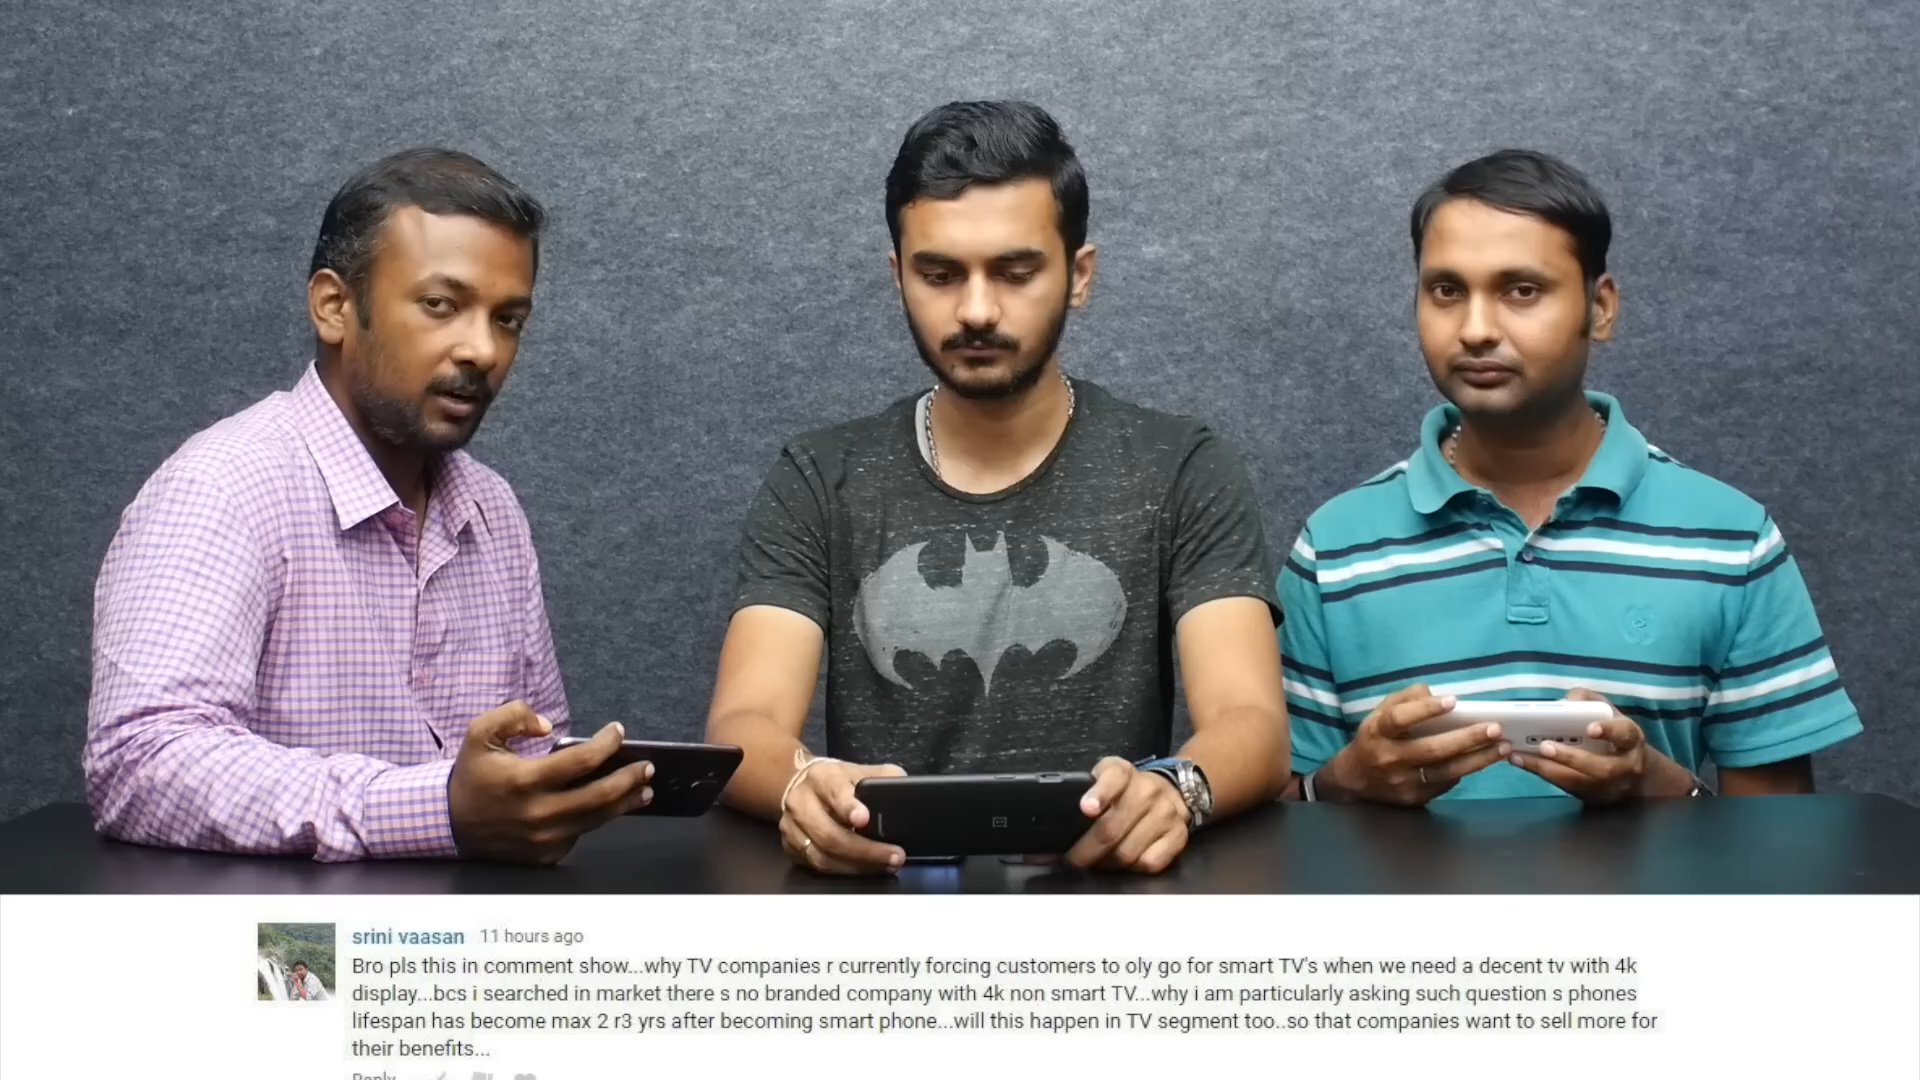 srini vaasan 11 hours ago
Bro pls this in comment show...why TV companies r currently forcing customers to oly go for smart TV's when we need a decent tv with 4k
display...bcs i searched in market there s no branded company with 4k non smart TV...why i am particularly asking such question s phones
lifespan has become max 2 r3 yrs after becoming smart phone...will this happen in TV segment too..so that companies want to sell more for
their benefits...
Reply